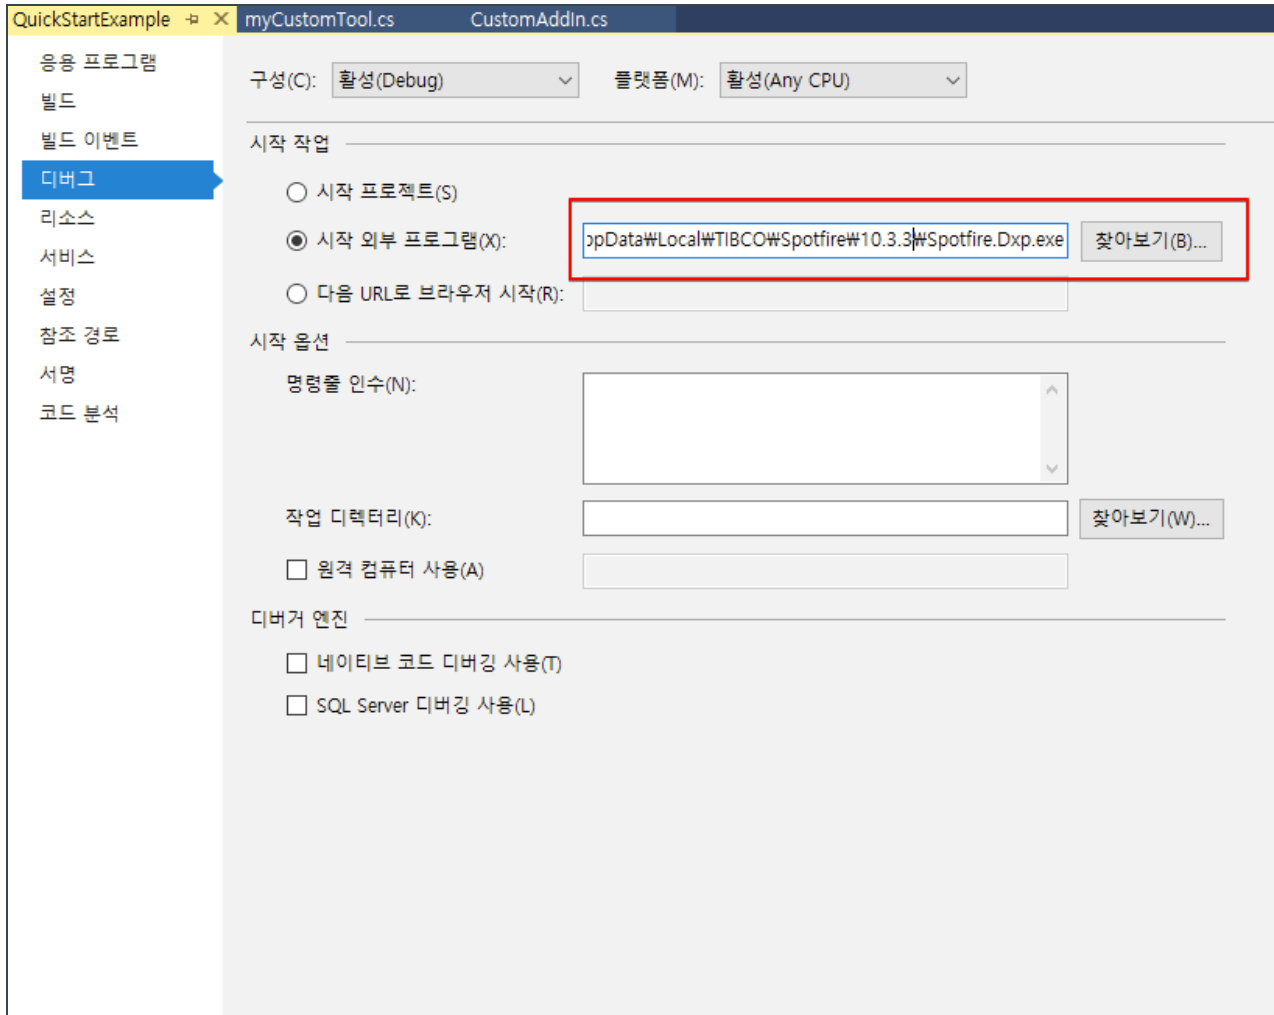 QuickStartExample myCustomTool.cs CustomAddIn.cs
응용 프로그램
빌드
빌드 이벤트
디버그
리소스
서비스
설정
참조 경로
서명
코드 분석
구성(C): 활성(Debug) 플랫폼(M): 활성(Any CPU)
시작 작업
시작 프로젝트(S)
시작 외부 프로그램(X): ppData₩Local₩TIBCO₩Spotfire₩10.3.3₩Spotfire.Dxp.exe 찾아보기(B)...
다음 URL로 브라우저 시작(R):
시작 옵션
명령줄 인수(N):
작업 디렉터리(K): 찾아보기(W)...
원격 컴퓨터 사용(A)
디버거 엔진
네이티브 코드 디버깅 사용(T)
SQL Server 디버깅 사용(L)